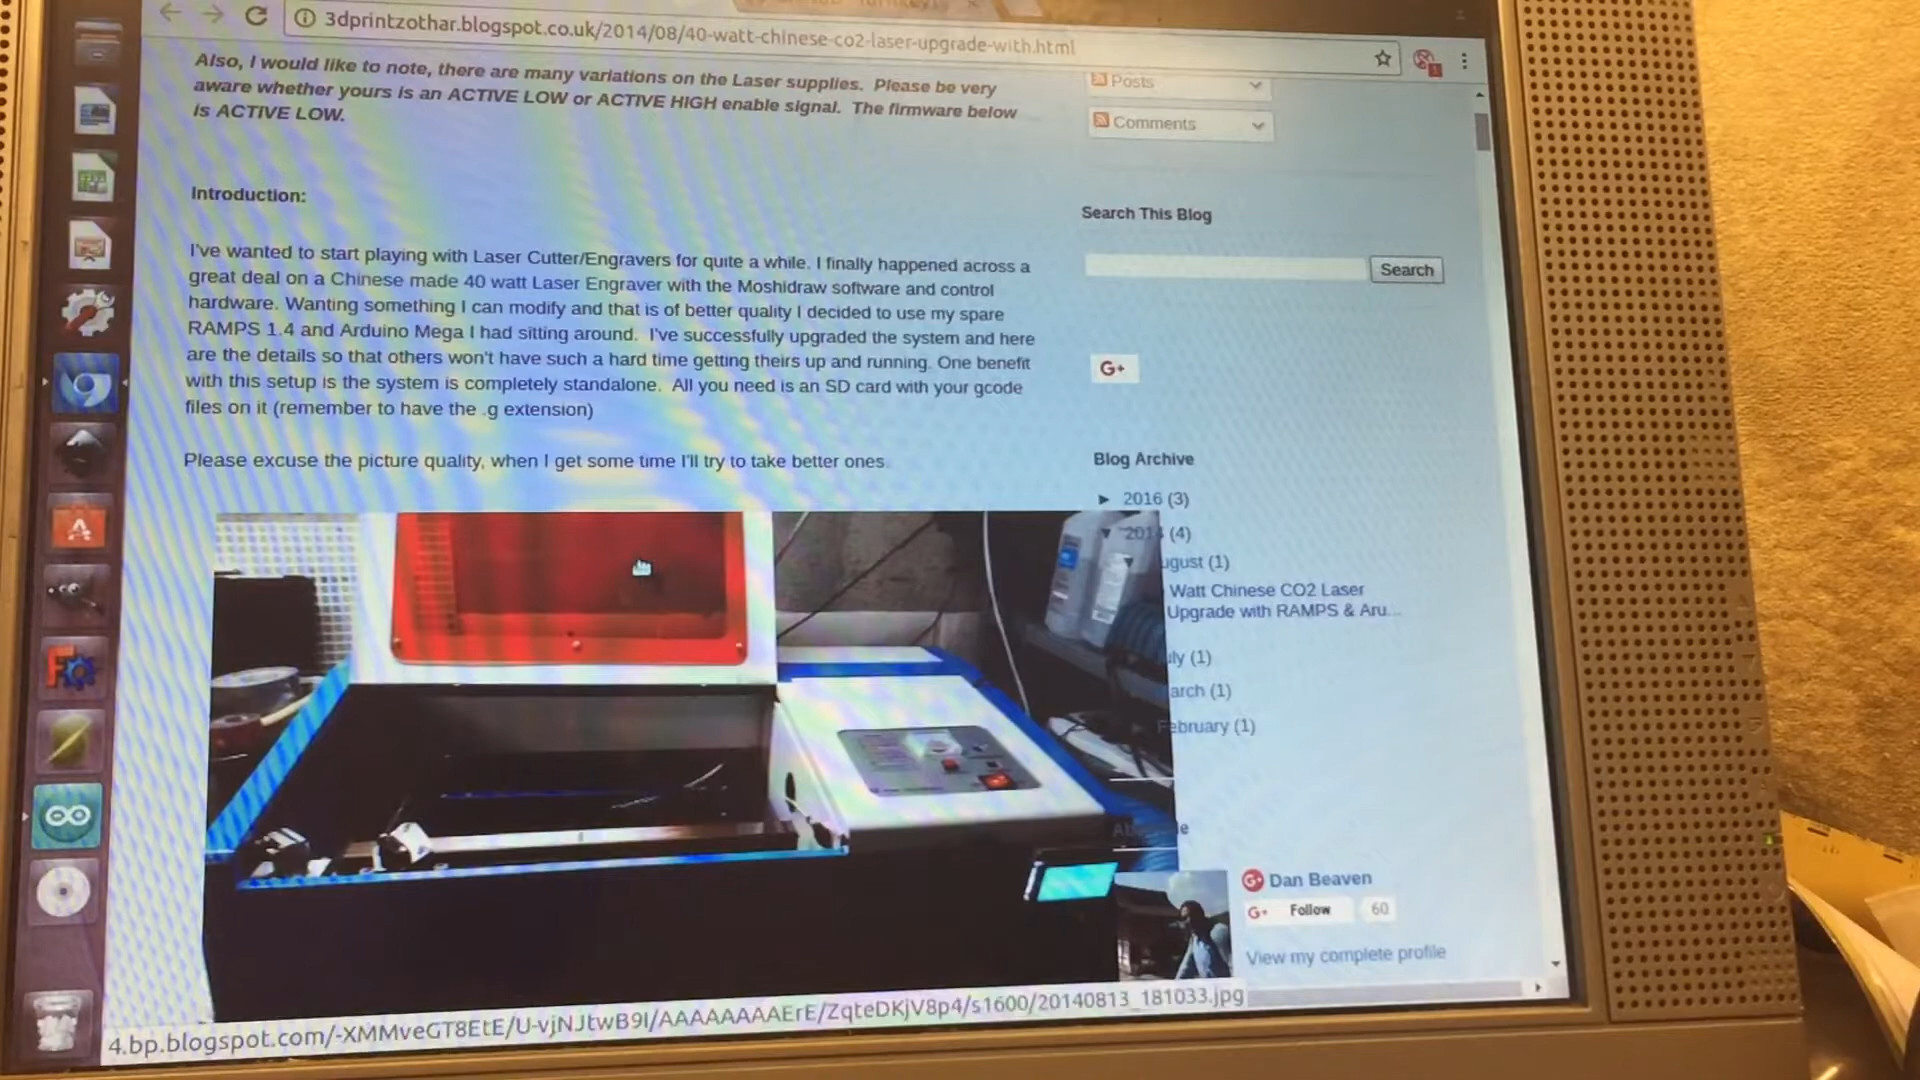 3dprintzothar.blogspot.co.uk/2014/08/40-watt-chinese-co2-laser-upgrade-with.html
Also, I would like to note, there are many variations on the Laser supplies. Please be very
aware whether yours is an ACTIVE LOW or ACTIVE HIGH enable signal. The firmware below
is ACTIVE LOW.
Introduction:
I've wanted to start playing with Laser Cutter/Engravers for quite a while. I finally happened across a
great deal on a Chinese made 40 watt Laser Engraver with the Moshidraw software and control
hardware. Wanting something I can modify and that is of better quality I decided to use my spare
RAMPS 1.4 and Arduino Mega I had sitting around. I've successfully upgraded the system and here
are the details so that others won't have such a hard time getting theirs up and running. One benefit
with this setup is the system is completely standalone. All you need is an SD card with your gcode
files on it (remember to have the .g extension)
Please excuse the picture quality, when I get some time I'll try to take better ones.
Posts
Comments
Search This Blog
Search
G+
Blog Archive
► 2016 (3)
▼ 2014 (4)
ugust (1)
Watt Chinese CO2 Laser
Upgrade with RAMPS & Aru...
uly (1)
arch (1)
February (1)
G+ Dan Beaven
G+ Follow 60
View my complete profile
4.bp.blogspot.com/-XMMveGT8EtE/U-vjNJtwB9I/AAAAAAAAErE/ZqteDKjV8p4/s1600/20140813_181033.jpg